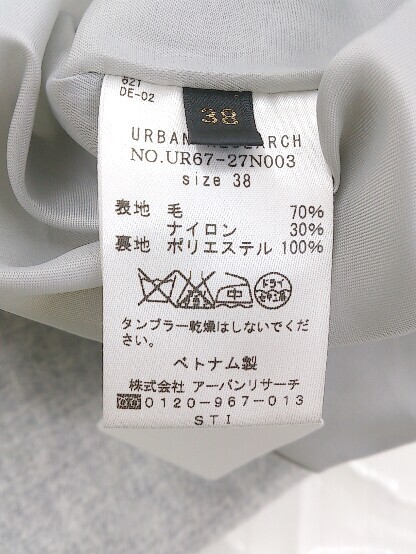 621
DE-02
38
URBAN RESEARCH
NO.UR67-27N003
size 38
表地 毛 70%
ナイロン 30%
裏地 ポリエステル 100%
中 ドライ
タンブラー乾燥はしないでくだ
さい。
ベトナム製
株式会社 アーバンリサーチ
0120-967-013
STI